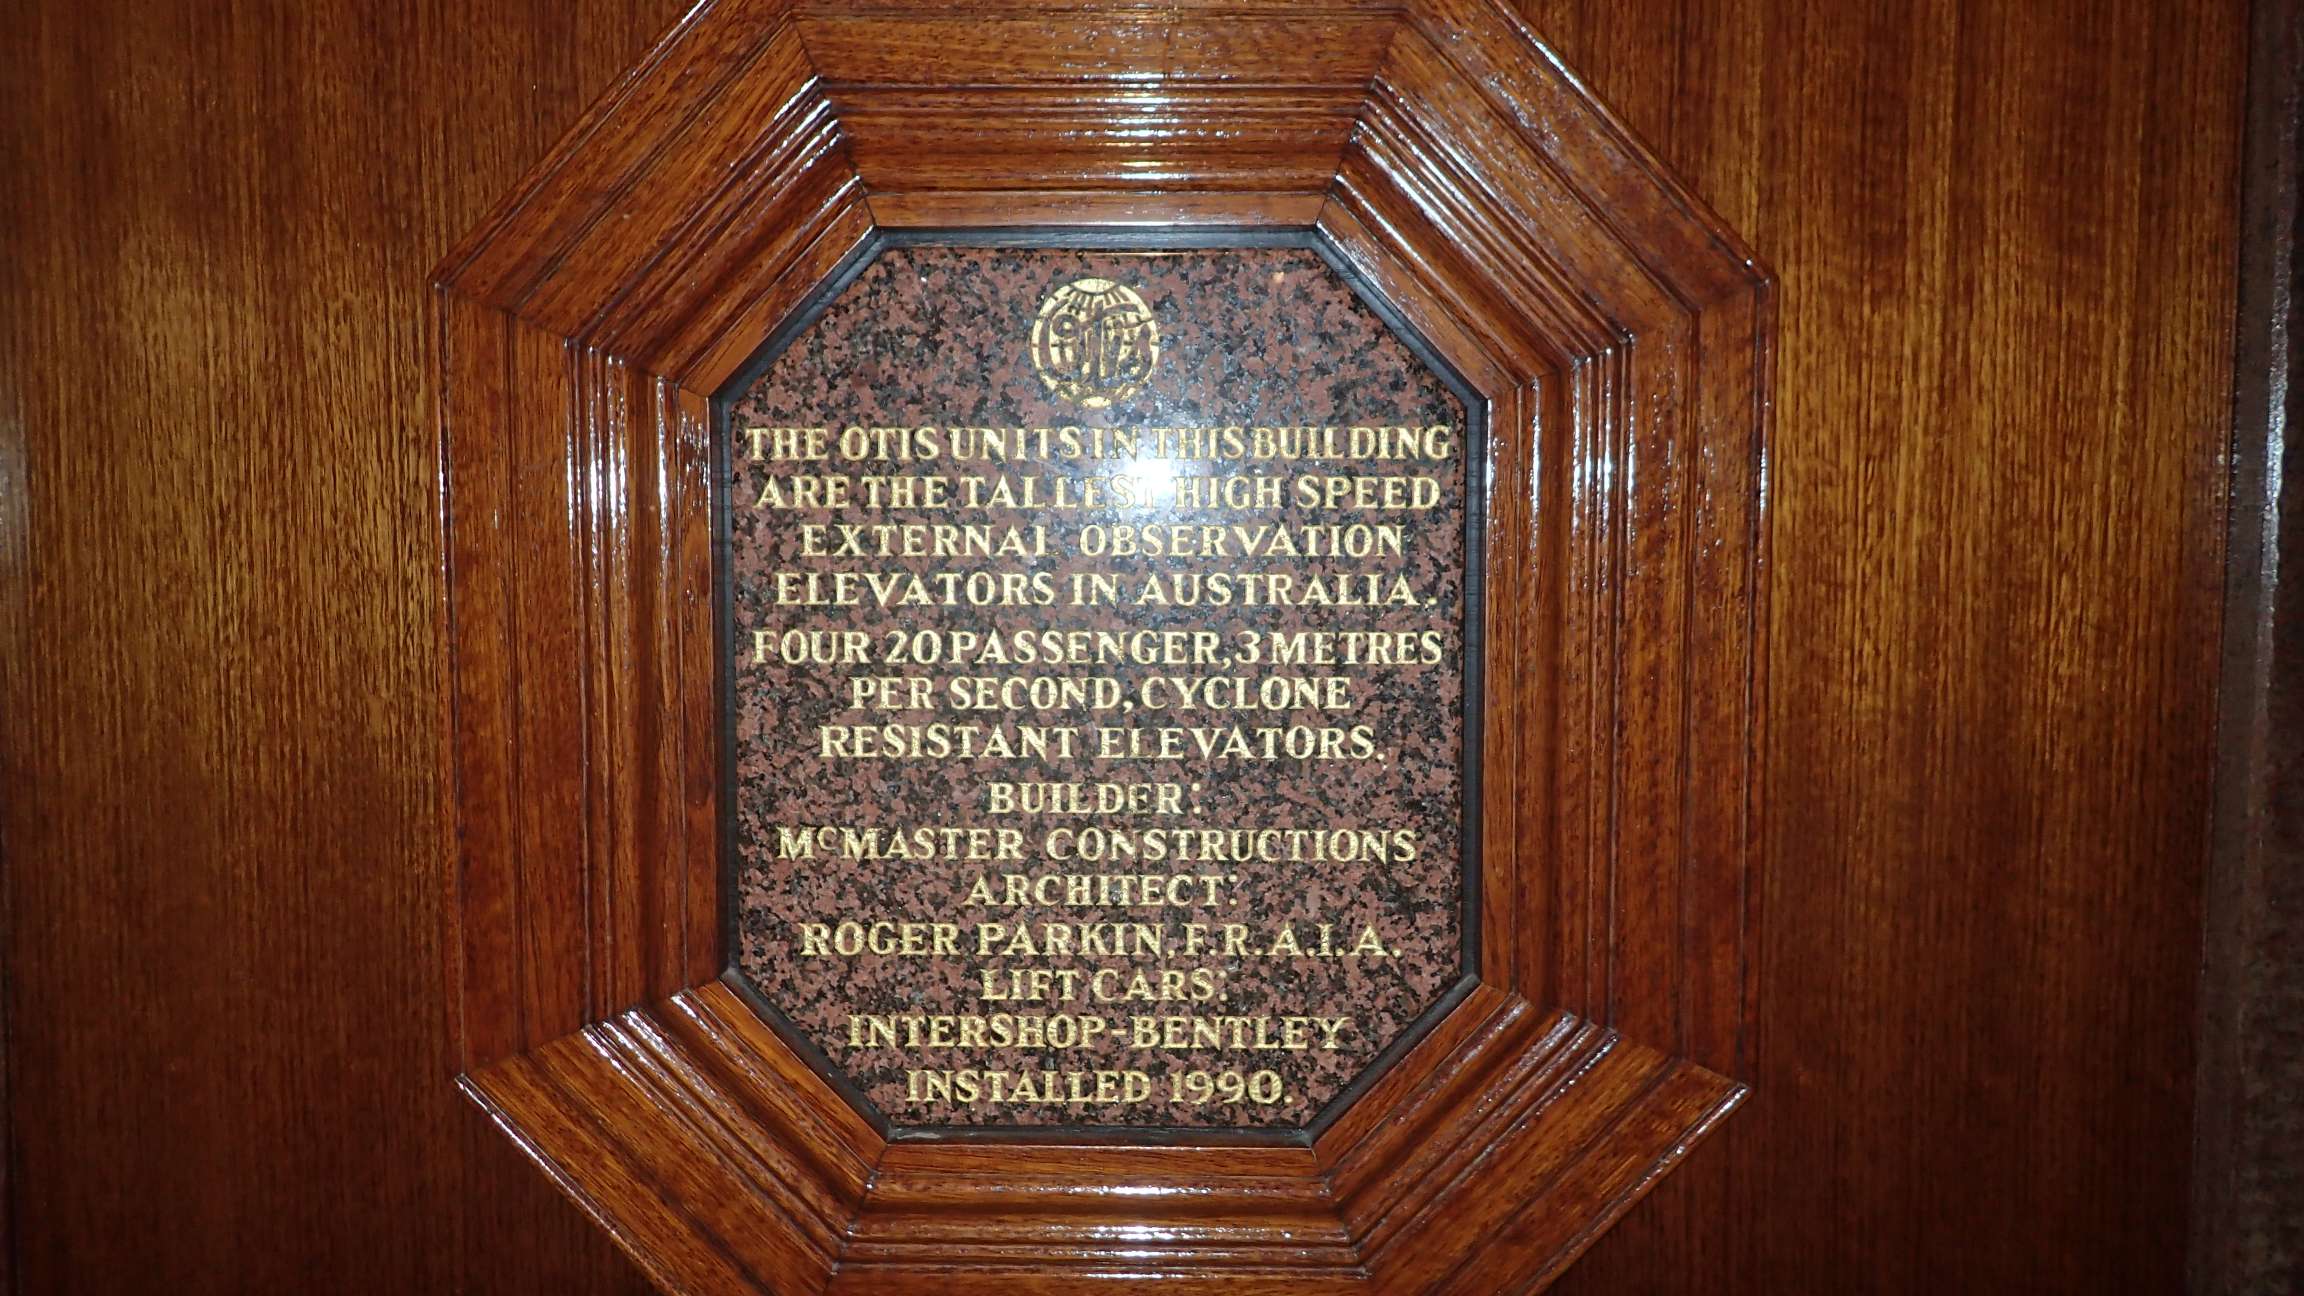 OTIS
THE OTIS UNITS IN THIS BUILDING
ARE THE TALLEST HIGH SPEED
EXTERNAL OBSERVATION
ELEVATORS IN AUSTRALIA.
FOUR 20 PASSENGER, 3 METRES
PER SECOND, CYCLONE
RESISTANT ELEVATORS.
BUILDER:
McMASTER CONSTRUCTIONS
ARCHITECT:
ROGER PARKIN, F.R.A.I.A.
LIFT CARS:
INTERSHOP-BENTLEY
INSTALLED 1990.